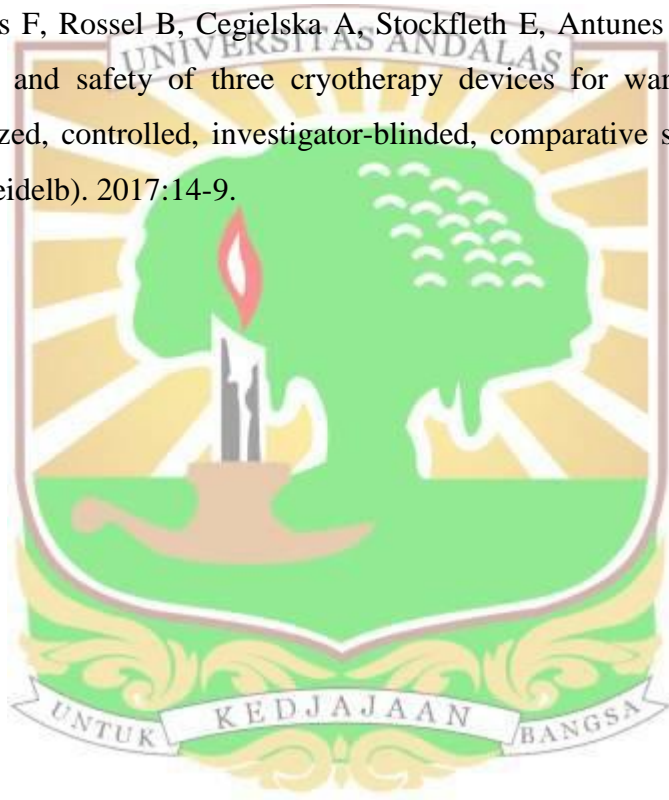 s F, Rossel B, Cegielska A, Stockfleth E, Antunes
UNIVERSITAS ANDALAS
and safety of three cryotherapy devices for war
zed, controlled, investigator-blinded, comparative s
eidelb). 2017:14-9.
UNTUK KEDJAJAAN BANGSA